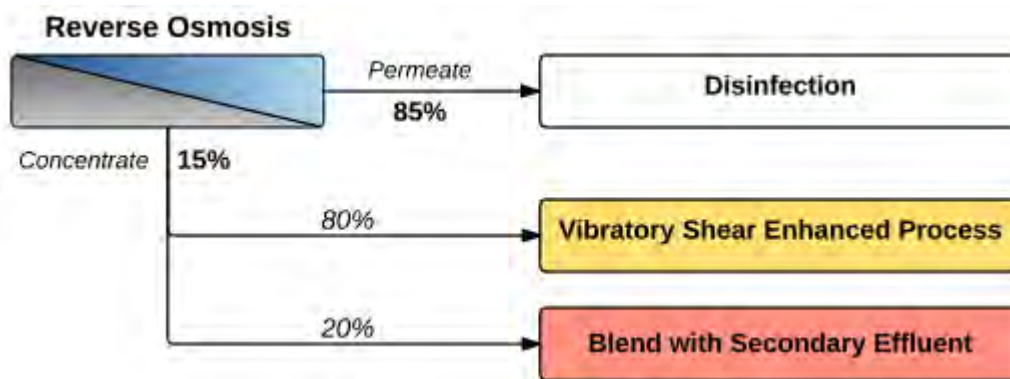 Reverse Osmosis
Permeate
85%
Disinfection
Concentrate
15%
80%
Vibratory Shear Enhanced Process
20%
Blend with Secondary Effluent